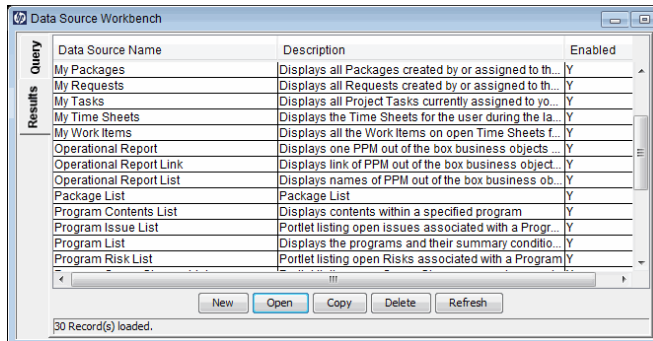 Data Source Workbench
Query
Results
Data Source Name Description Enabled
My Packages Displays all Packages created by or assigned to th... Y
My Requests Displays all Requests created by or assigned to th... Y
My Tasks Displays all Project Tasks currently assigned to yo... Y
My Time Sheets Displays the Time Sheets for the user during the la... Y
My Work Items Displays all the Work Items on open Time Sheets f... Y
Operational Report Displays one PPM out of the box business objects ... Y
Operational Report Link Displays link of PPM out of the box business object... Y
Operational Report List Displays names of PPM out of the box business ob... Y
Package List Package List Y
Program Contents List Displays contents within a specified program Y
Program Issue List Portlet listing open issues associated with a Progr... Y
Program List Displays the programs and their summary conditio... Y
Program Risk List Portlet listing open Risks associated with a Program Y
New Open Copy Delete Refresh
30 Record(s) loaded.